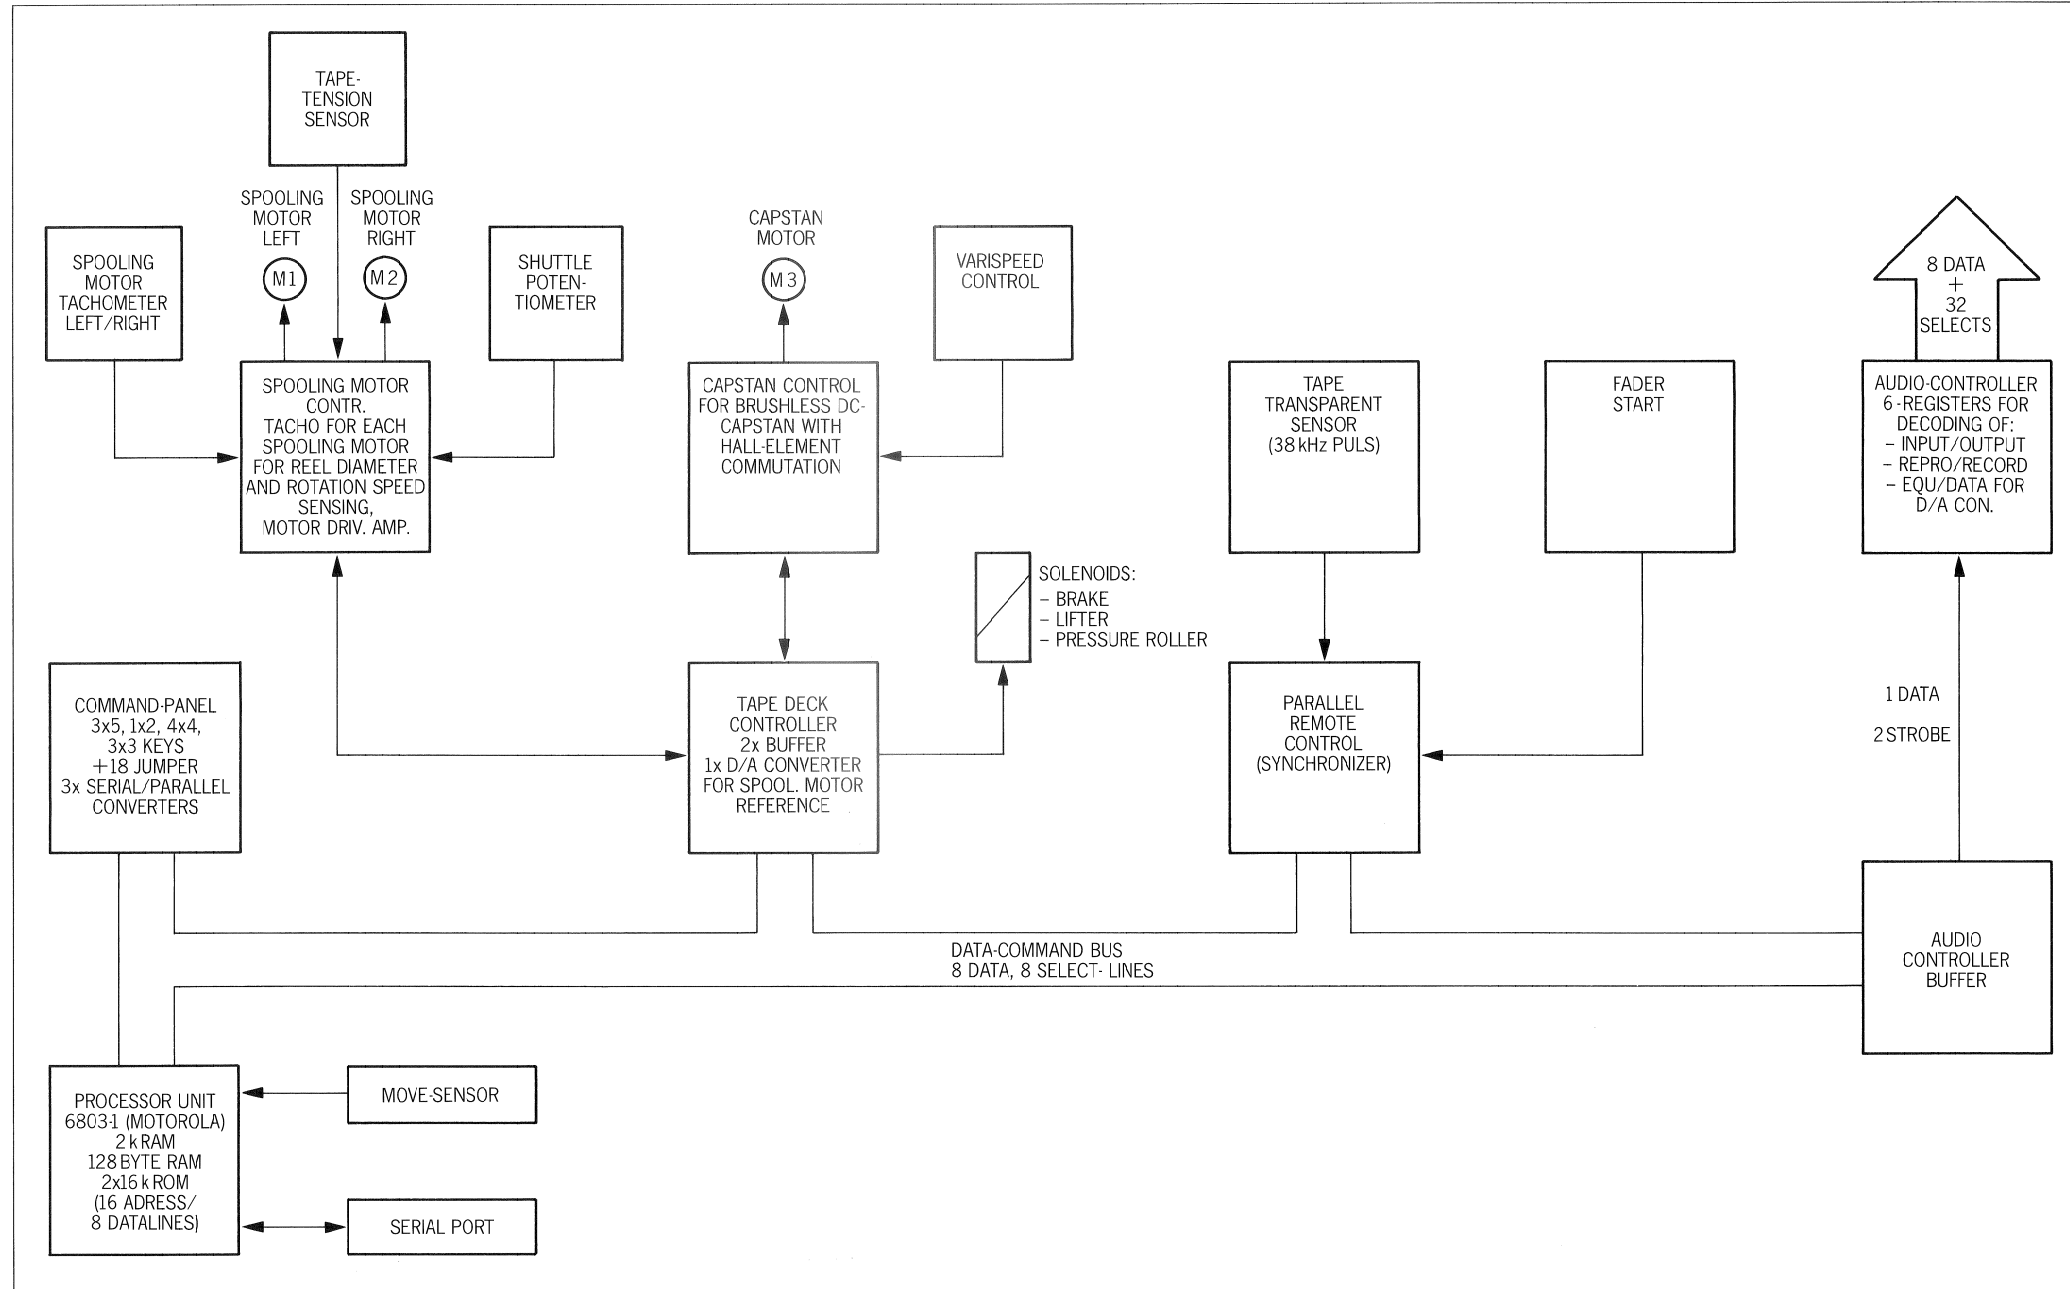 TAPE-
TENSION
SENSOR
SPOOLING
MOTOR
LEFT
SPOOLING
MOTOR
RIGHT
CAPSTAN
MOTOR
SPOOLING
MOTOR
TACHOMETER
LEFT/RIGHT
M1
M2
SHUTTLE
POTEN-
TIOMETER
M3
VARISPEED
CONTROL
8 DATA
+
32
SELECTS
SPOOLING MOTOR
CONTR.
TACHO FOR EACH
SPOOLING MOTOR
FOR REEL DIAMETER
AND ROTATION SPEED
SENSING,
MOTOR DRIV. AMP.
CAPSTAN CONTROL
FOR BRUSHLESS DC-
CAPSTAN WITH
HALL-ELEMENT
COMMUTATION
TAPE
TRANSPARENT
SENSOR
(38 kHz PULS)
FADER
START
AUDIO-CONTROLLER
6-REGISTERS FOR
DECODING OF:
– INPUT/OUTPUT
– REPRO/RECORD
– EQU/DATA FOR
D/A CON.
SOLENOIDS:
– BRAKE
– LIFTER
– PRESSURE ROLLER
COMMAND-PANEL
3x5, 1x2, 4x4,
3x3 KEYS
+18 JUMPER
3x SERIAL/PARALLEL
CONVERTERS
TAPE DECK
CONTROLLER
2x BUFFER
1x D/A CONVERTER
FOR SPOOL. MOTOR
REFERENCE
PARALLEL
REMOTE
CONTROL
(SYNCHRONIZER)
1 DATA
2 STROBE
DATA-COMMAND BUS
8 DATA, 8 SELECT- LINES
AUDIO
CONTROLLER
BUFFER
PROCESSOR UNIT
6803-1 (MOTOROLA)
2 k RAM
128 BYTE RAM
2x16 k ROM
(16 ADRESS/
8 DATALINES)
MOVE-SENSOR
SERIAL PORT